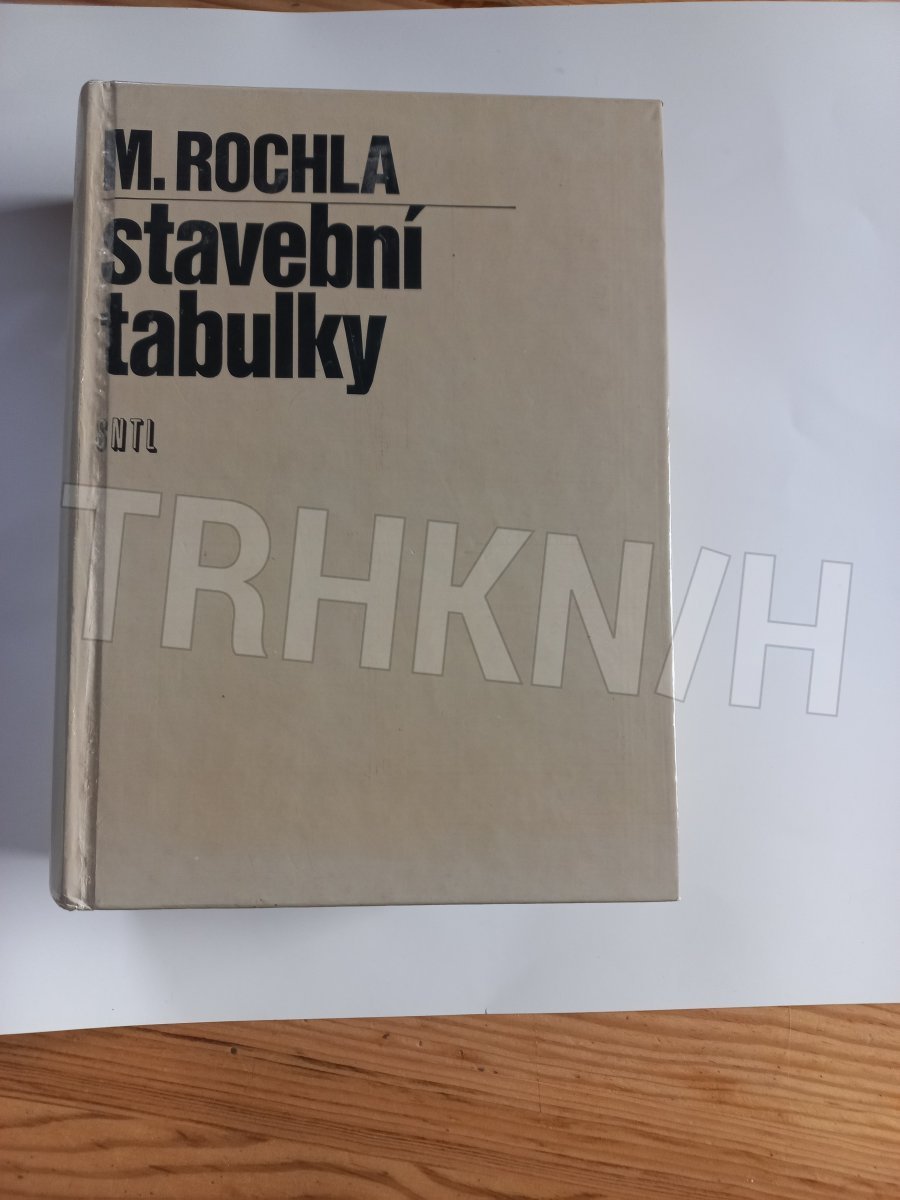 M. ROCHLA
stavební
tabulky
SNTL
TRHKNIH